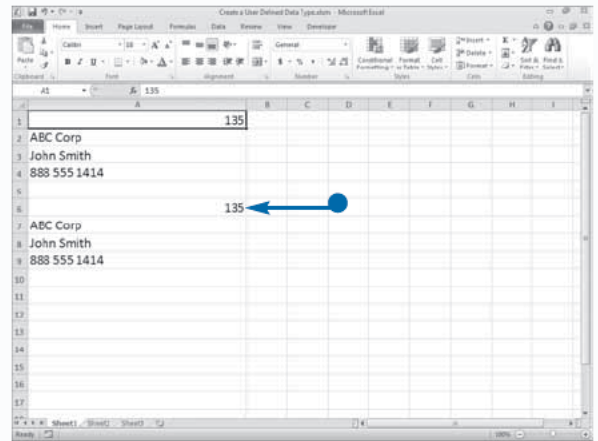 Create a User Defined Data Type.xlsm - Microsoft Excel
File Home Insert Page Layout Formulas Data Review View Developer
Calibri 18 General
Paste Conditional Formatting as Table Format Cell Styles Insert Delete Format Sort & Filter Find & Select
Clipboard Font Alignment Number Styles Cells Editing
A1 fx 135
A B C D E F G H I
1 135
2 ABC Corp
3 John Smith
4 888 555 1414
5
6 135
7 ABC Corp
8 John Smith
9 888 555 1414
10
11
12
13
14
15
16
17
Sheet1 Sheet2 Sheet3
Ready 100%